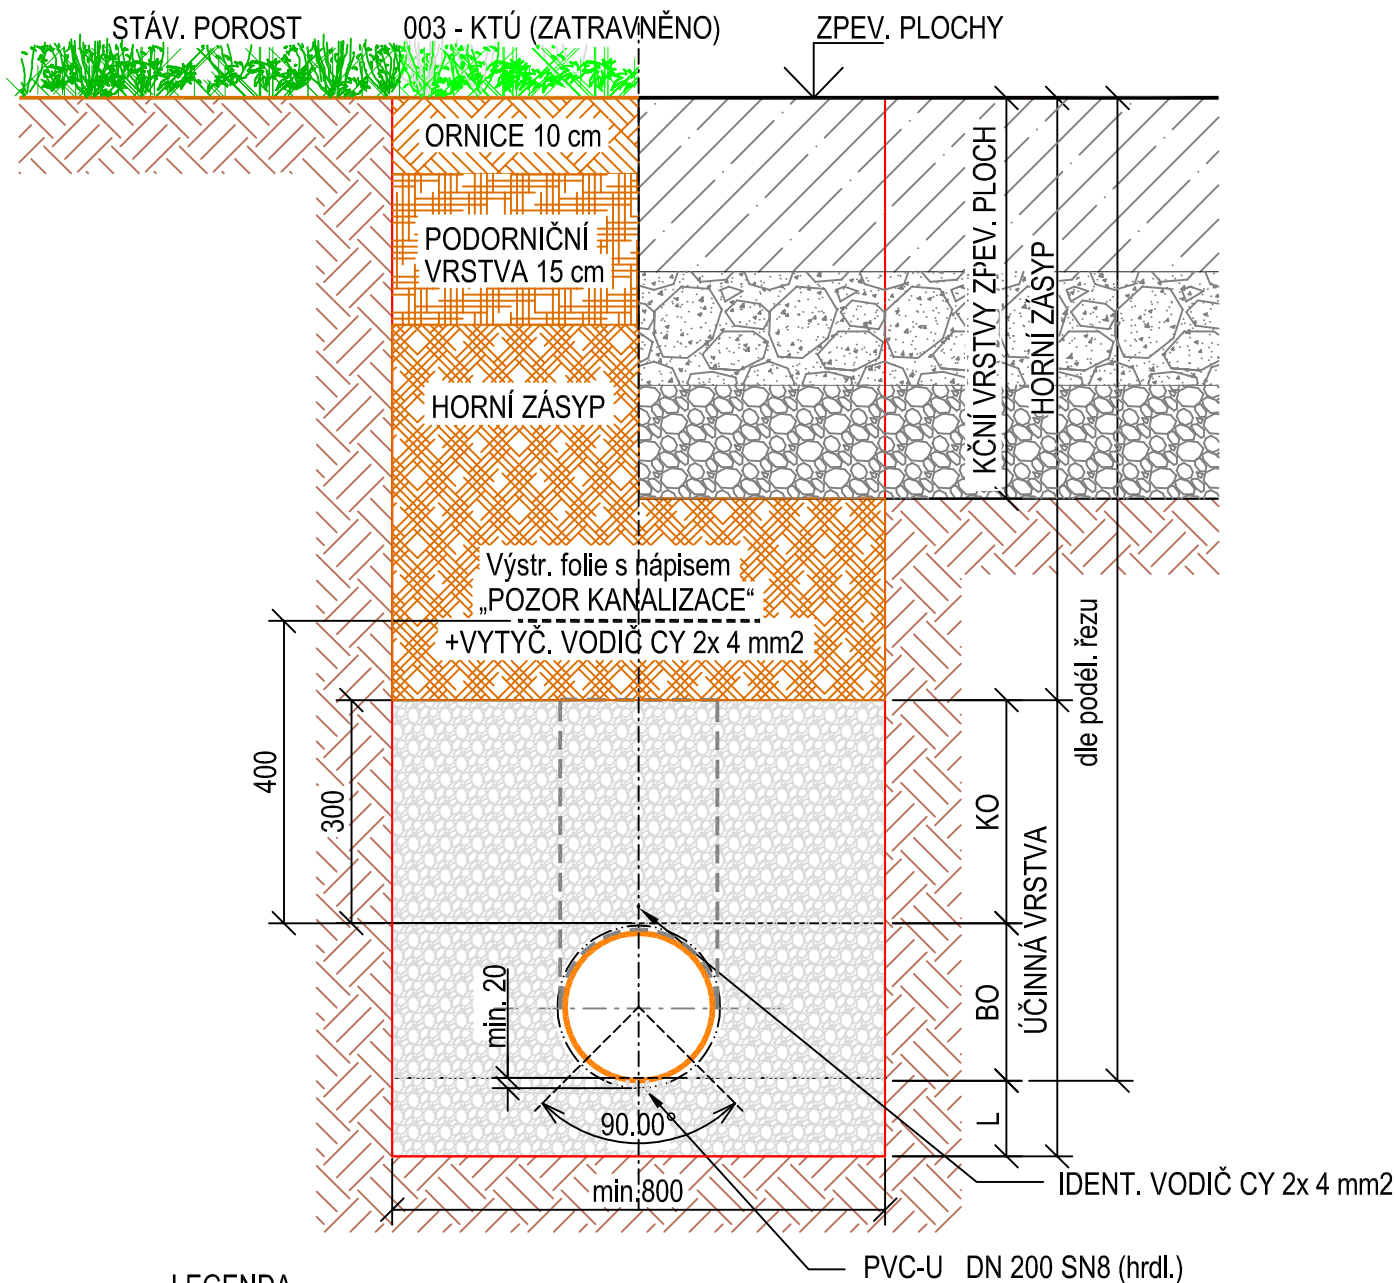 STÁV. POROST
003 - KTÚ (ZATRAVNĚNO)
ZPEV. PLOCHY
ORNICE 10 cm
PODORNIČNÍ
VRSTVA 15 cm
HORNÍ ZÁSYP
KČNÍ VRSTVY ZPEV. PLOCH
HORNÍ ZÁSYP
Výstr. folie s nápisem
„POZOR KANALIZACE“
+VYTYČ. VODIČ CY 2x 4 mm2
dle podél. řezu
400
300
KO
BO
L
ÚČINNÁ VRSTVA
min. 20
90.00°
min.800
IDENT. VODIČ CY 2x 4 mm2
PVC-U DN 200 SN8 (hrdl.)
LEGENDA